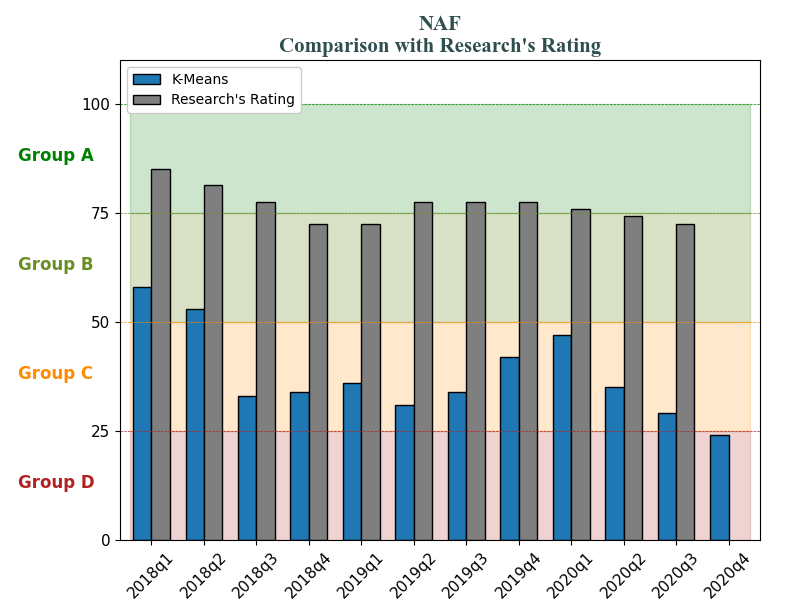 NAF
Comparison with Research's Rating
K-Means
Research's Rating
100
Group A
75
Group B
50
Group C
25
Group D
0
2018q1 2018q2 2018q3 2018q4 2019q1 2019q2 2019q3 2019q4 2020q1 2020q2 2020q3 2020q4